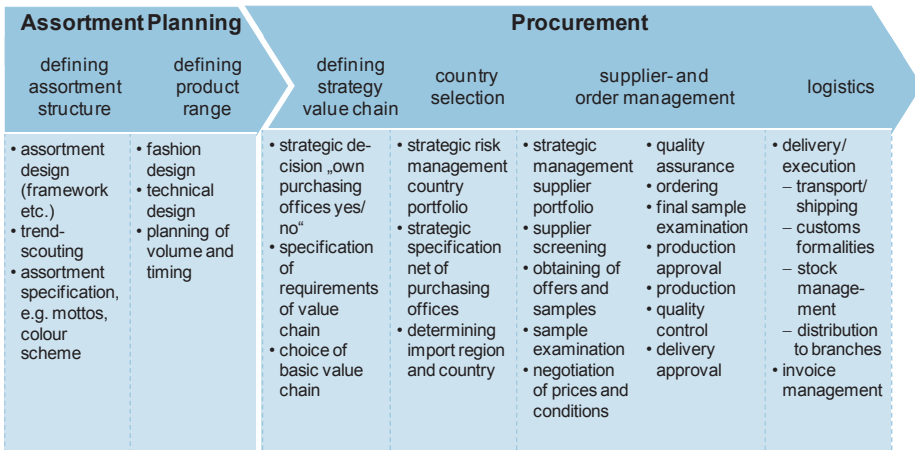 Assortment Planning
Procurement
defining
assortment
structure
defining
product
range
defining
strategy
value chain
country
selection
supplier- and
order management
logistics
• assortment
design
(framework
etc.)
• trend-
scouting
• assortment
specification,
e.g. mottos,
colour
scheme
• fashion
design
• technical
design
• planning of
volume and
timing
• strategic de-
cision „own
purchasing
offices yes/
no“
• specification
of
requirements
of value
chain
• choice of
basic value
chain
• strategic risk
management
country
portfolio
• strategic
specification
net of
purchasing
offices
• determining
import region
and country
• strategic
management
supplier
portfolio
• supplier
screening
• obtaining of
offers and
samples
• sample
examination
• negotiation
of prices and
conditions
• quality
assurance
• ordering
• final sample
examination
• production
approval
• production
• quality
control
• delivery
approval
• delivery/
execution
– transport/
shipping
– customs
formalities
– stock
manage-
ment
– distribution
to branches
• invoice
management